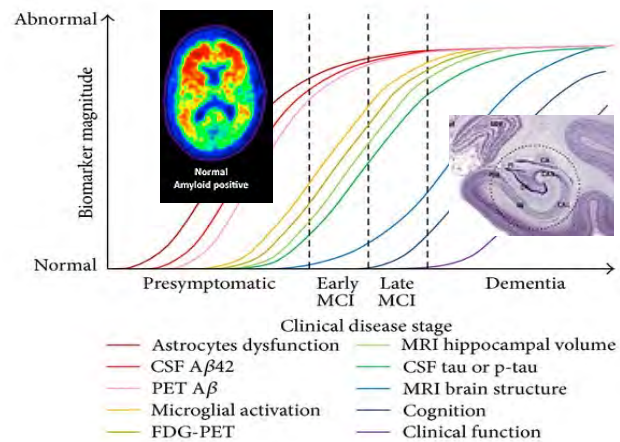 Abnormal
Biomarker magnitude
Normal
Normal
Amyloid positive
Presymptomatic
Early
MCI
Late
MCI
Dementia
Clinical disease stage
Astrocytes dysfunction
CSF Aβ42
PET Aβ
Microglial activation
FDG-PET
MRI hippocampal volume
CSF tau or p-tau
MRI brain structure
Cognition
Clinical function